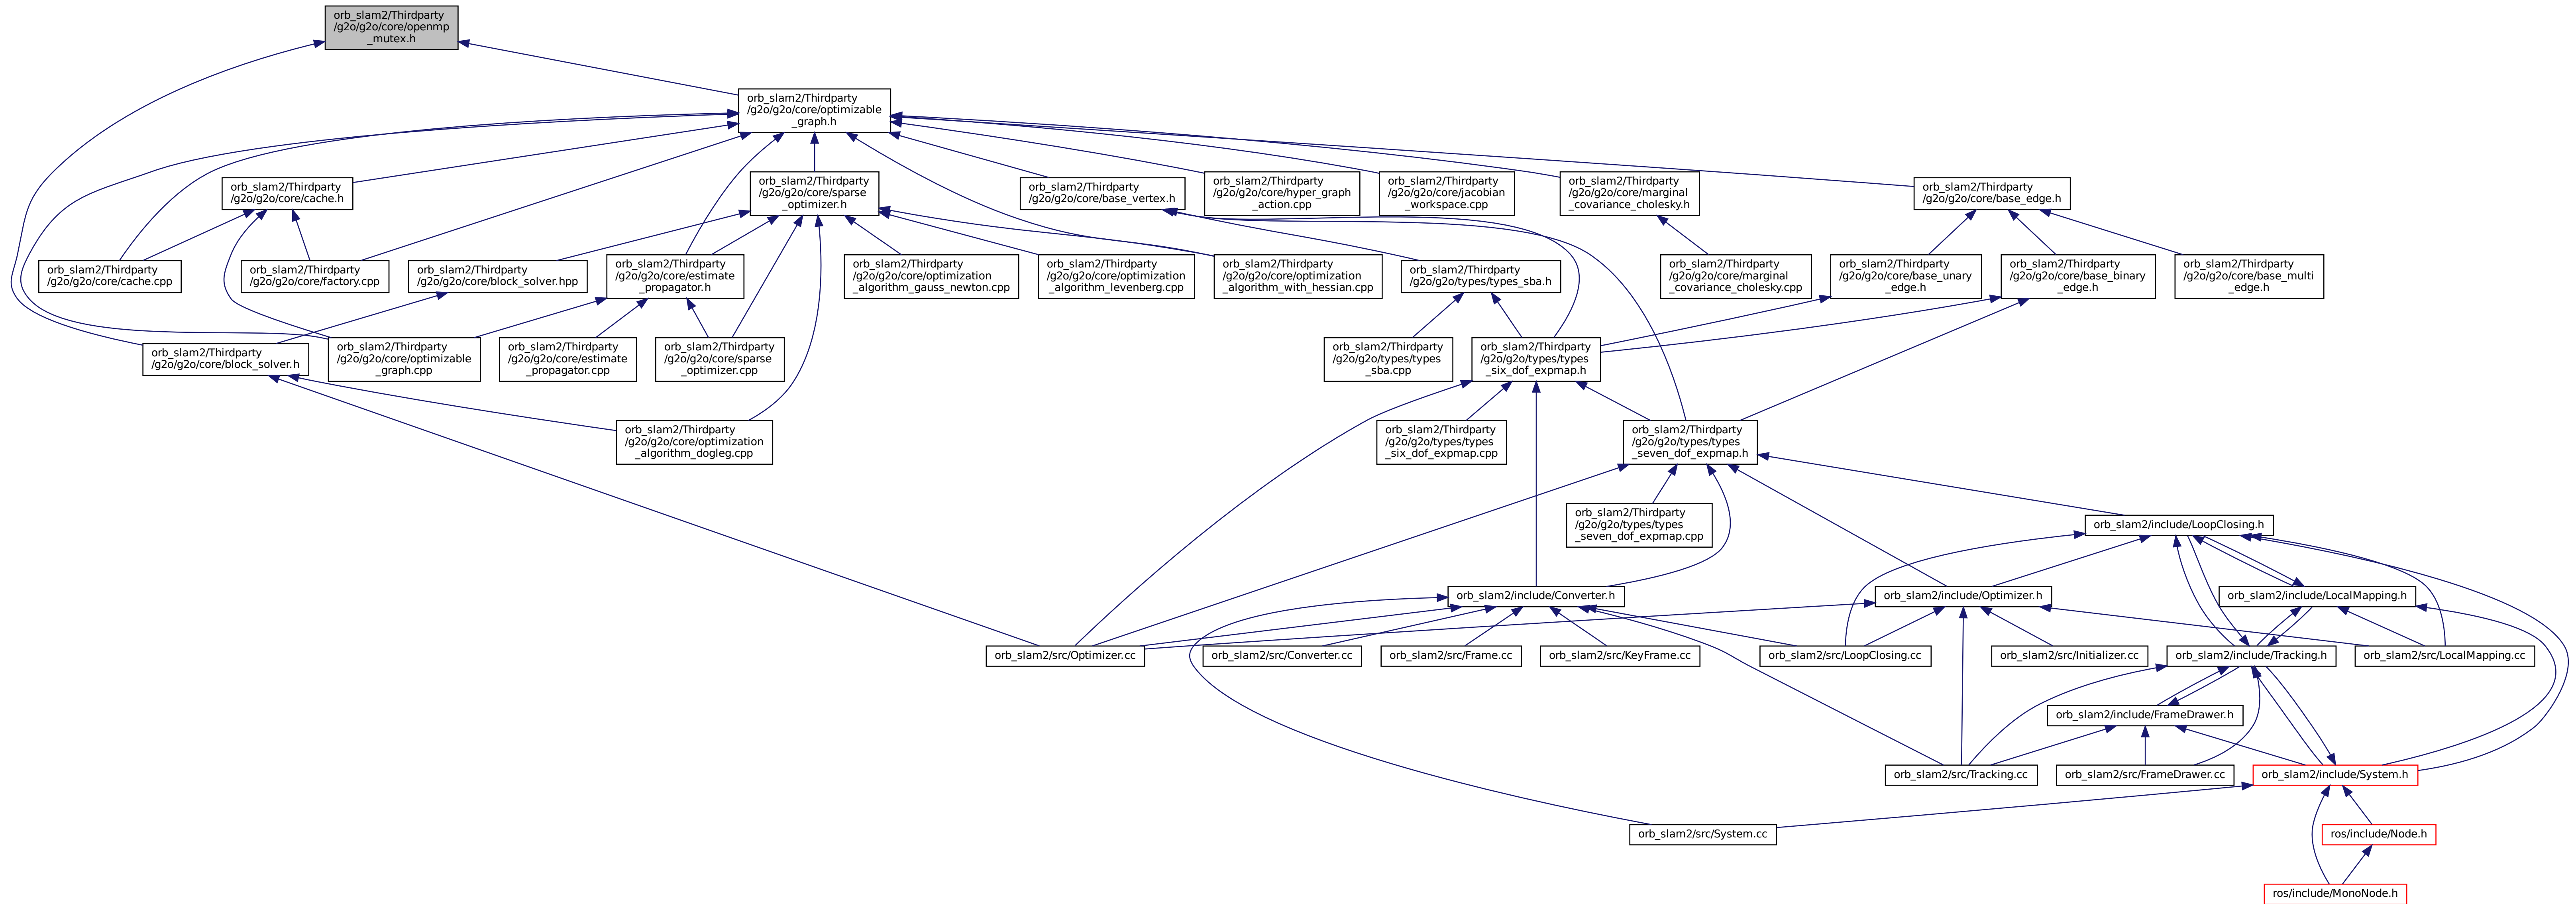 orb_slam2/Thirdparty
/g2o/g2o/core/openmp
_mutex.h
orb_slam2/Thirdparty
/g2o/g2o/core/optimizable
_graph.h
orb_slam2/Thirdparty
/g2o/g2o/core/cache.h
orb_slam2/Thirdparty
/g2o/g2o/core/sparse
_optimizer.h
orb_slam2/Thirdparty
/g2o/g2o/core/base_vertex.h
orb_slam2/Thirdparty
/g2o/g2o/core/hyper_graph
_action.cpp
orb_slam2/Thirdparty
/g2o/g2o/core/jacobian
_workspace.cpp
orb_slam2/Thirdparty
/g2o/g2o/core/marginal
_covariance_cholesky.h
orb_slam2/Thirdparty
/g2o/g2o/core/base_edge.h
orb_slam2/Thirdparty
/g2o/g2o/core/cache.cpp
orb_slam2/Thirdparty
/g2o/g2o/core/factory.cpp
orb_slam2/Thirdparty
/g2o/g2o/core/block_solver.hpp
orb_slam2/Thirdparty
/g2o/g2o/core/estimate
_propagator.h
orb_slam2/Thirdparty
/g2o/g2o/core/optimization
_algorithm_gauss_newton.cpp
orb_slam2/Thirdparty
/g2o/g2o/core/optimization
_algorithm_levenberg.cpp
orb_slam2/Thirdparty
/g2o/g2o/core/optimization
_algorithm_with_hessian.cpp
orb_slam2/Thirdparty
/g2o/g2o/types/types_sba.h
orb_slam2/Thirdparty
/g2o/g2o/core/marginal
_covariance_cholesky.cpp
orb_slam2/Thirdparty
/g2o/g2o/core/base_unary
_edge.h
orb_slam2/Thirdparty
/g2o/g2o/core/base_binary
_edge.h
orb_slam2/Thirdparty
/g2o/g2o/core/base_multi
_edge.h
orb_slam2/Thirdparty
/g2o/g2o/core/block_solver.h
orb_slam2/Thirdparty
/g2o/g2o/core/optimizable
_graph.cpp
orb_slam2/Thirdparty
/g2o/g2o/core/estimate
_propagator.cpp
orb_slam2/Thirdparty
/g2o/g2o/core/sparse
_optimizer.cpp
orb_slam2/Thirdparty
/g2o/g2o/types/types
_sba.cpp
orb_slam2/Thirdparty
/g2o/g2o/types/types
_six_dof_expmap.h
orb_slam2/Thirdparty
/g2o/g2o/core/optimization
_algorithm_dogleg.cpp
orb_slam2/Thirdparty
/g2o/g2o/types/types
_six_dof_expmap.cpp
orb_slam2/Thirdparty
/g2o/g2o/types/types
_seven_dof_expmap.h
orb_slam2/Thirdparty
/g2o/g2o/types/types
_seven_dof_expmap.cpp
orb_slam2/include/LoopClosing.h
orb_slam2/include/Converter.h
orb_slam2/include/Optimizer.h
orb_slam2/include/LocalMapping.h
orb_slam2/src/Optimizer.cc
orb_slam2/src/Converter.cc
orb_slam2/src/Frame.cc
orb_slam2/src/KeyFrame.cc
orb_slam2/src/LoopClosing.cc
orb_slam2/src/Initializer.cc
orb_slam2/include/Tracking.h
orb_slam2/src/LocalMapping.cc
orb_slam2/include/FrameDrawer.h
orb_slam2/src/Tracking.cc
orb_slam2/src/FrameDrawer.cc
orb_slam2/include/System.h
orb_slam2/src/System.cc
ros/include/Node.h
ros/include/MonoNode.h